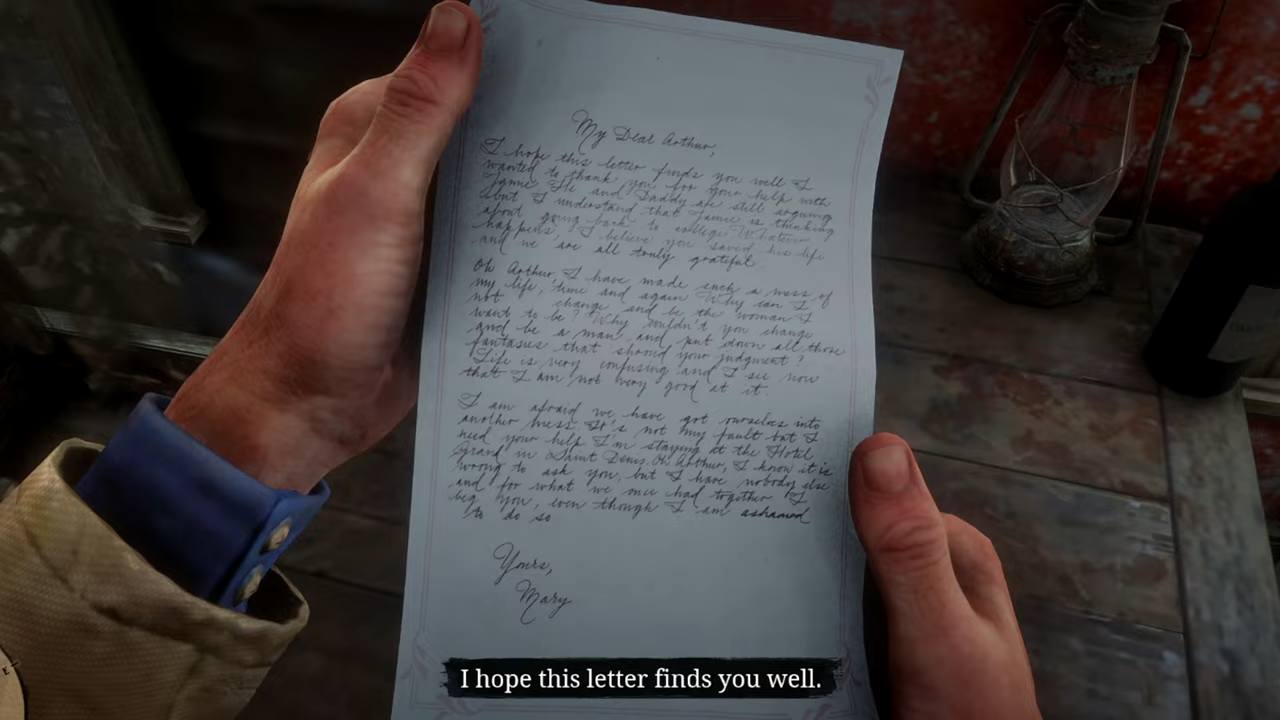 My Dear Arthur,
I hope this letter finds you well I
wanted to thank you for your help with
Jamie. He and Daddy are still arguing
but I understand that Jamie is thinking
about going back to college. Whatever
happens, I believe you saved his life
and we are all truly grateful.
Oh Arthur, I have made such a mess of
my life, time and again Why can I
not change and be the woman I
want to be? Why wouldn't you change
and be a man and put down all those
fantasies that shroud your judgment?
Life is very confusing and I see now
that I am not very good at it.
I am afraid we have got ourselves into
another mess. It's not my fault but I
need your help I'm staying at the Hotel
Grand in Saint Denis. Oh Arthur, I know it is
wrong to ask you, but I have nobody else
and for what we once had together I
beg you, even though I am ashamed
to do so
Yours,
Mary
I hope this letter finds you well.